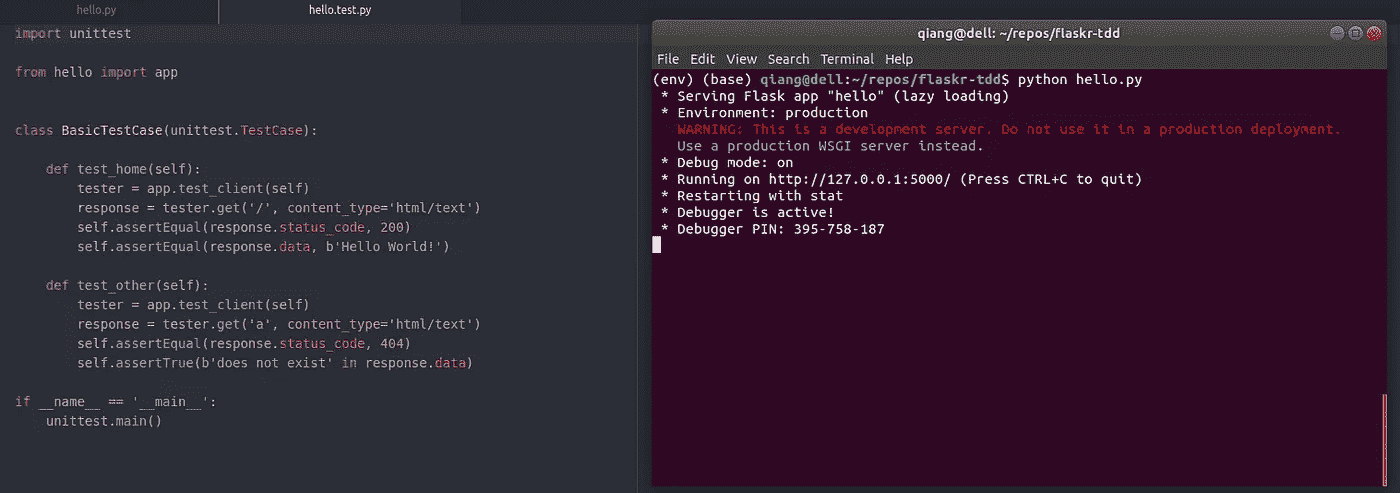 hello.py
hello.test.py
import unittest
from hello import app
class BasicTestCase(unittest.TestCase):
    def test_home(self):
        tester = app.test_client(self)
        response = tester.get('/', content_type='html/text')
        self.assertEqual(response.status_code, 200)
        self.assertEqual(response.data, b'Hello World!')
    def test_other(self):
        tester = app.test_client(self)
        response = tester.get('a', content_type='html/text')
        self.assertEqual(response.status_code, 404)
        self.assertTrue(b'does not exist' in response.data)
if __name__ == '__main__':
    unittest.main()
qiang@dell: ~/repos/flaskr-tdd
File Edit View Search Terminal Help
(env) (base) qiang@dell:~/repos/flaskr-tdd$ python hello.py
 * Serving Flask app "hello" (lazy loading)
 * Environment: production
   WARNING: This is a development server. Do not use it in a production deployment.
   Use a production WSGI server instead.
 * Debug mode: on
 * Running on http://127.0.0.1:5000/ (Press CTRL+C to quit)
 * Restarting with stat
 * Debugger is active!
 * Debugger PIN: 395-758-187